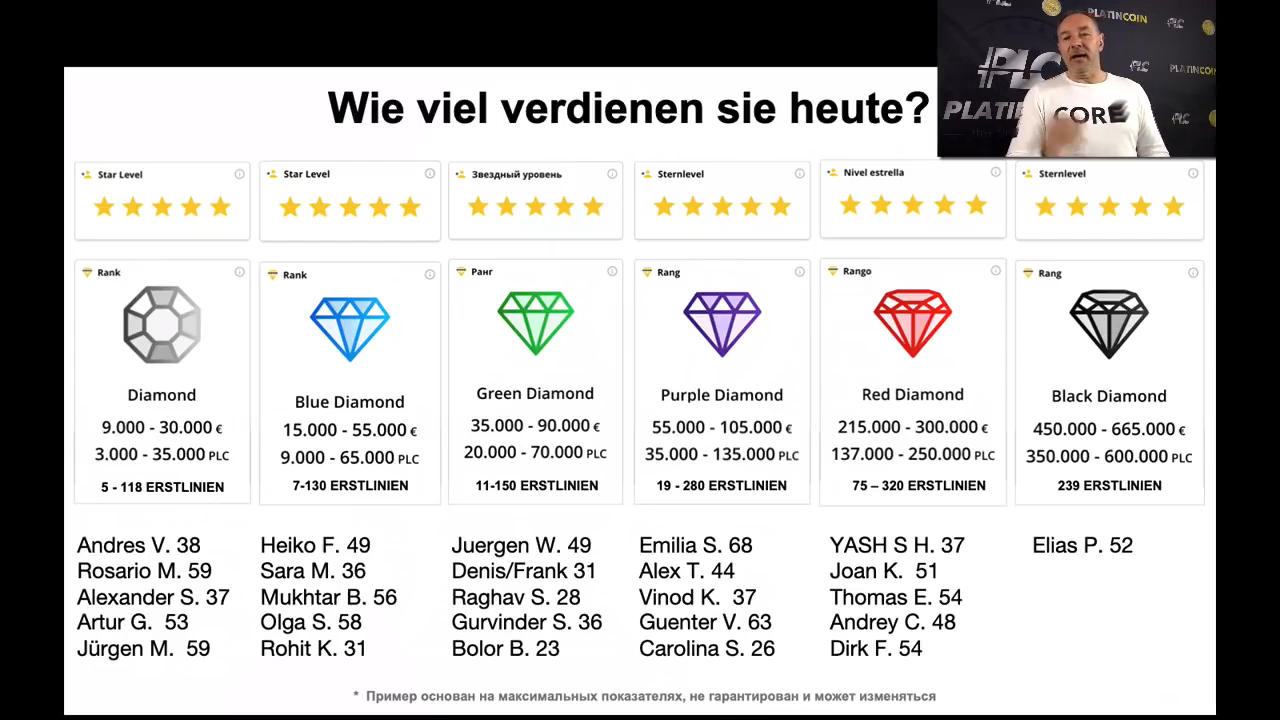 Wie viel verdienen sie heute?
PLATINCOIN
PLC
PLC
PLC
PLATINCOIN
PLATIN
PLC
CORE
Star Level
Star Level
Звездный уровень
Sternlevel
Nivel estrella
Sternlevel
Rank
Rank
Ранг
Rang
Rango
Rang
Diamond
9.000 - 30.000 €
3.000 - 35.000 PLC
5 - 118 ERSTLINIEN
Blue Diamond
15.000 - 55.000 €
9.000 - 65.000 PLC
7-130 ERSTLINIEN
Green Diamond
35.000 - 90.000 €
20.000 - 70.000 PLC
11-150 ERSTLINIEN
Purple Diamond
55.000 - 105.000 €
35.000 - 135.000 PLC
19 - 280 ERSTLINIEN
Red Diamond
215.000 - 300.000 €
137.000 - 250.000 PLC
75 – 320 ERSTLINIEN
Black Diamond
450.000 - 665.000 €
350.000 - 600.000 PLC
239 ERSTLINIEN
Andres V. 38
Rosario M. 59
Alexander S. 37
Artur G. 53
Jürgen M. 59
Heiko F. 49
Sara M. 36
Mukhtar B. 56
Olga S. 58
Rohit K. 31
Juergen W. 49
Denis/Frank 31
Raghav S. 28
Gurvinder S. 36
Bolor B. 23
Emilia S. 68
Alex T. 44
Vinod K. 37
Guenter V. 63
Carolina S. 26
YASH S H. 37
Joan K. 51
Thomas E. 54
Andrey C. 48
Dirk F. 54
Elias P. 52
* Пример основан на максимальных показателях, не гарантирован и может изменяться